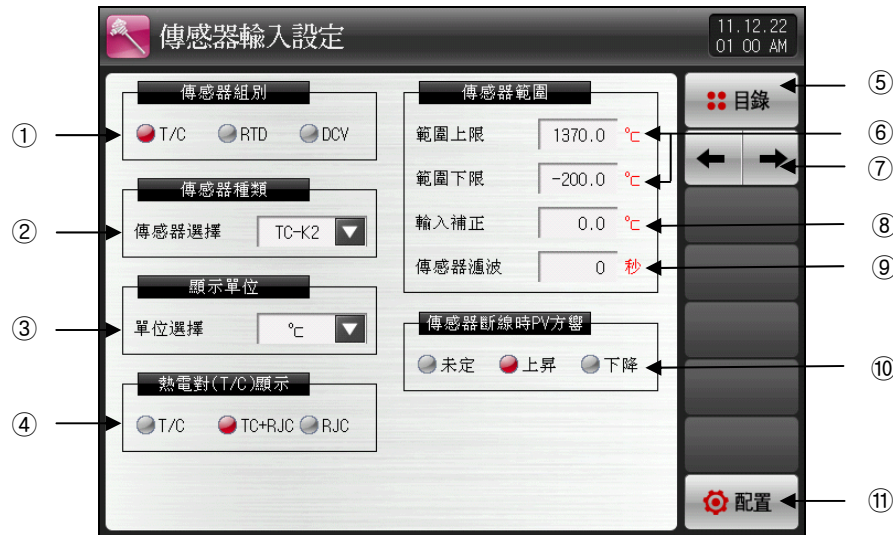 傳感器輸入設定
11.12.22
01 00 AM
傳感器組別
① T/C RTD DCV
傳感器種類
② 傳感器選擇 TC-K2
顯示單位
③ 單位選擇 ℃
熱電對(T/C)顯示
④ T/C TC+RJC RJC
傳感器範圍
範圍上限 1370.0 ℃
範圍下限 -200.0 ℃
輸入補正 0.0 ℃
傳感器濾波 0 秒
傳感器斷線時PV方響
未定 上昇 下降
目錄 ⑤
⑥
⑦
⑧
⑨
⑩
配置 ⑪